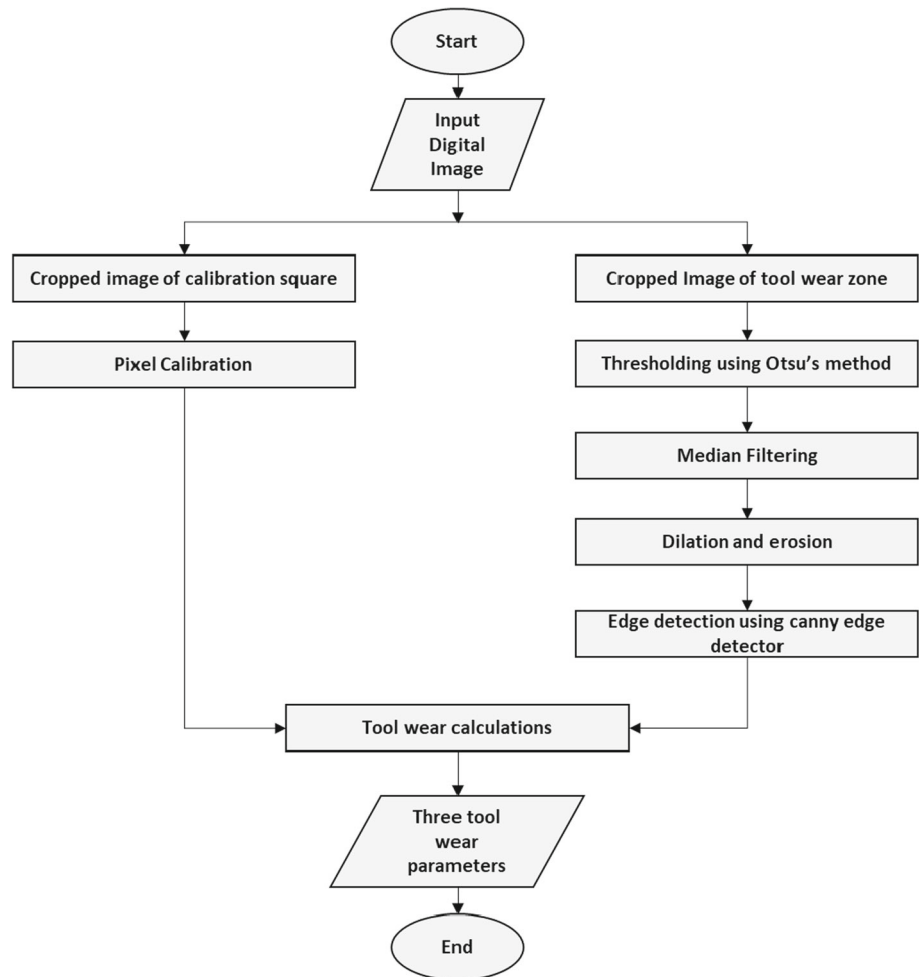 Start
Input
Digital
Image
Cropped image of calibration square
Pixel Calibration
Cropped Image of tool wear zone
Thresholding using Otsu's method
Median Filtering
Dilation and erosion
Edge detection using canny edge
detector
Tool wear calculations
Three tool
wear
parameters
End